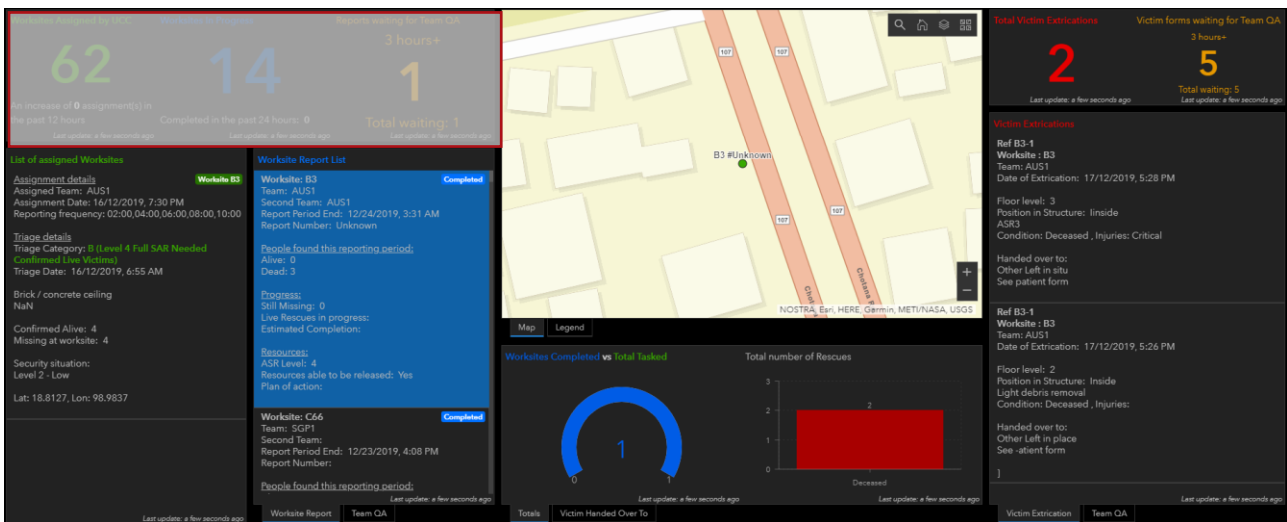 Worksites Assigned by UCC
62
An increase of 0 assignment(s) in
the past 12 hours
Last update: a few seconds ago
Worksites In Progress
14
Completed in the past 24 hours: 0
Last update: a few seconds ago
Reports waiting for Team QA
3 hours+
1
Total waiting: 1
Last update: a few seconds ago
List of assigned Worksites
Assignment details
Worksite B3
Assigned Team: AUS1
Assignment Date: 16/12/2019, 7:30 PM
Reporting frequency: 02:00,04:00,06:00,08:00,10:00
Triage details
Triage Category: B (Level 4 Full SAR Needed
Confirmed Live Victims)
Triage Date: 16/12/2019, 6:55 AM
Brick / concrete ceiling
NaN
Confirmed Alive: 4
Missing at worksite: 4
Security situation:
Level 2 - Low
Lat: 18.8127, Lon: 98.9837
Last update: a few seconds ago
Worksite Report List
Worksite: B3
Completed
Team: AUS1
Second Team: AUS1
Report Period End: 12/24/2019, 3:31 AM
Report Number: Unknown
People found this reporting period:
Alive: 0
Dead: 3
Progress:
Still Missing: 0
Live Rescues in progress:
Estimated Completion:
Resources:
ASR Level: 4
Resources able to be released: Yes
Plan of action:
Worksite: C66
Completed
Team: SGP1
Second Team:
Report Period End: 12/23/2019, 4:08 PM
Report Number:
People found this reporting period:
Last update: a few seconds ago
Worksite Report
Team QA
107
107
B3 #Unknown
107
107
Chotana R
NOSTRA, Esri, HERE, Garmin, METI/NASA, USGS
+
−
Map
Legend
Worksites Completed vs Total Tasked
1
0
1
Last update: a few seconds ago
Total number of Rescues
3
2
1
0
2
Deceased
Last update: a few seconds ago
Totals
Victim Handed Over To
Total Victim Extrications
2
Last update: a few seconds ago
Victim forms waiting for Team QA
3 hours+
5
Total waiting: 5
Last update: a few seconds ago
Victim Extrications
Ref B3-1
Worksite : B3
Team: AUS1
Date of Extrication: 17/12/2019, 5:28 PM
Floor level: 3
Position in Structure: Iinside
ASR3
Condition: Deceased , Injuries: Critical
Handed over to:
Other Left in situ
See patient form
Ref B3-1
Worksite : B3
Team: AUS1
Date of Extrication: 17/12/2019, 5:26 PM
Floor level: 2
Position in Structure: Inside
Light debris removal
Condition: Deceased , Injuries:
Handed over to:
Other Left in place
See -atient form
]
Last update: a few seconds ago
Victim Extrication
Team QA